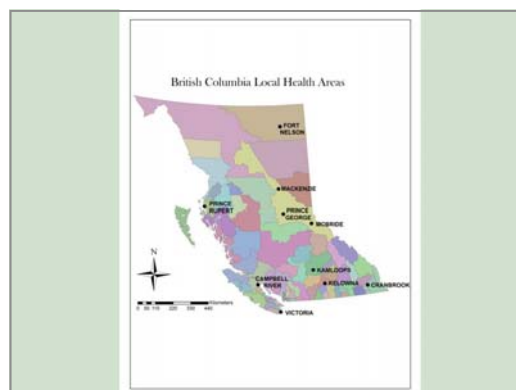 British Columbia Local Health Areas
FORT
NELSON
MACKENZIE
PRINCE
RUPERT
PRINCE
GEORGE
MCBRIDE
N
KAMLOOPS
CAMPBELL
RIVER
KELOWNA
CRANBROOK
VICTORIA
Kilometers